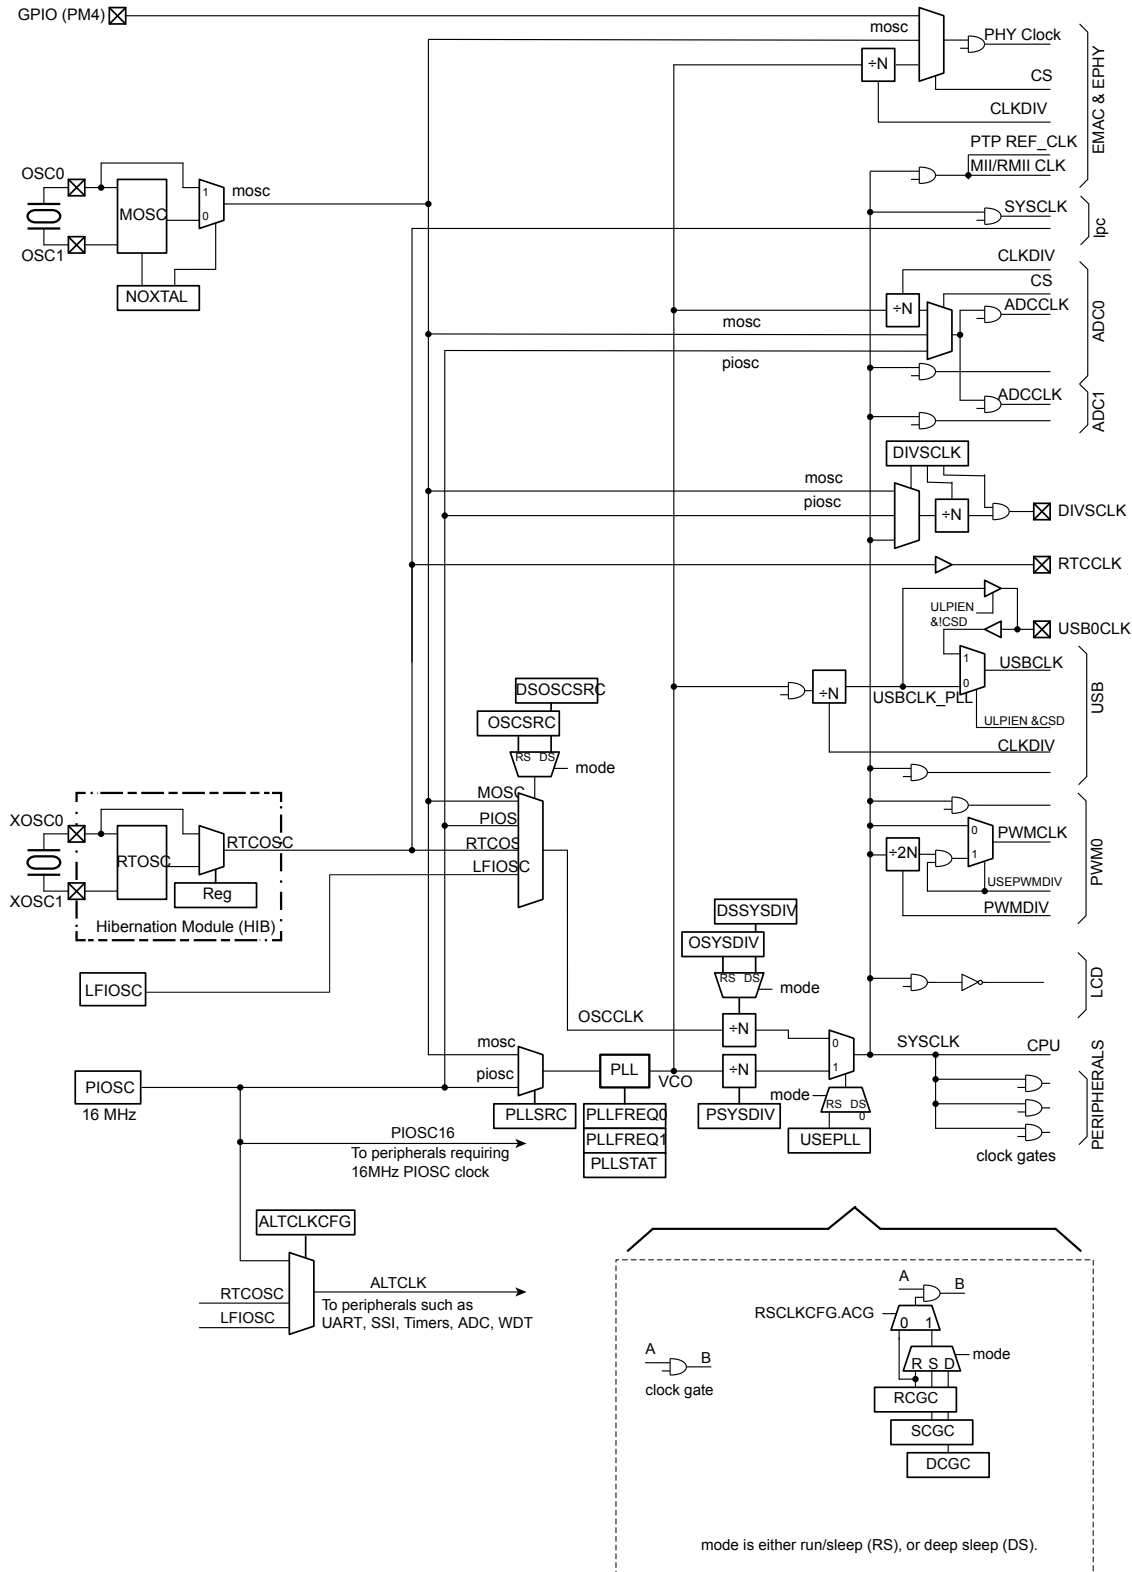 GPIO (PM4)
mosc
PHY Clock
÷N
CS
CLKDIV
EMAC & EPHY
PTP REF_CLK
MII/RMII CLK
OSC0
MOSC
1
0
mosc
OSC1
NOXTAL
SYSCLK
lpc
CLKDIV
CS
÷N
ADCCLK
mosc
piosc
ADC0
ADCCLK
ADC1
DIVSCLK
mosc
piosc
÷N
DIVSCLK
RTCCLK
ULPIEN
&!CSD
USB0CLK
1
USBCLK
0
÷N
USBCLK_PLL
ULPIEN &CSD
CLKDIV
USB
DSOSCSRC
OSCSRC
RS DS
mode
MOSC
PIOS
RTCOS
LFIOSC
XOSC0
RTOSC
RTCOSC
XOSC1
Reg
Hibernation Module (HIB)
0
PWMCLK
÷2N
1
USEPWMDIV
PWMDIV
PWM0
DSSYSDIV
OSYSDIV
RS DS
mode
LFIOSC
LCD
OSCCLK
÷N
0
mosc
SYSCLK
CPU
piosc
PLL
VCO
÷N
1
PIOSC
16 MHz
PLLSRC
PLLFREQ0
PSYSDIV
mode
RS DS
0
PLLFREQ1
USEPLL
PLLSTAT
PERIPHERALS
clock gates
PIOSC16
To peripherals requiring
16MHz PIOSC clock
ALTCLKCFG
RTCOSC
LFIOSC
ALTCLK
To peripherals such as
UART, SSI, Timers, ADC, WDT
A
B
RSCLKCFG.ACG
0 1
mode
R S D
A
B
clock gate
RCGC
SCGC
DCGC
mode is either run/sleep (RS), or deep sleep (DS).